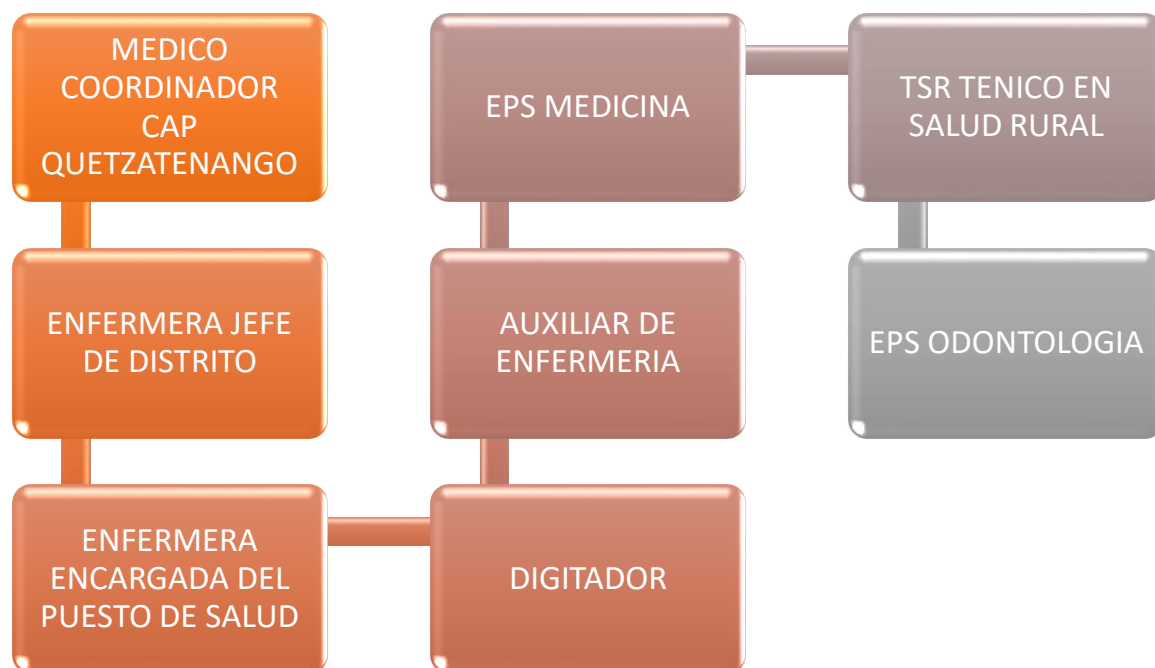 MEDICO
COORDINADOR
CAP
QUETZATENANGO
ENFERMERA JEFE
DE DISTRITO
ENFERMERA
ENCARGADA DEL
PUESTO DE SALUD
DIGITADOR
AUXILIAR DE
ENFERMERIA
EPS MEDICINA
TSR TENICO EN
SALUD RURAL
EPS ODONTOLOGIA